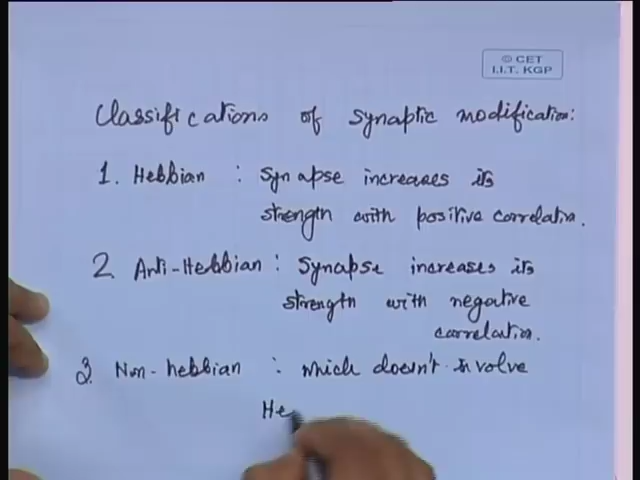 © CET
I.I.T. KGP
Classifications of synaptic modification:
1. Hebbian : Synapse increases its
strength with positive correlation.
2. Anti-Hebbian : Synapse increases its
strength with negative
correlation.
3. Non-hebbian : which doesn't involve
He